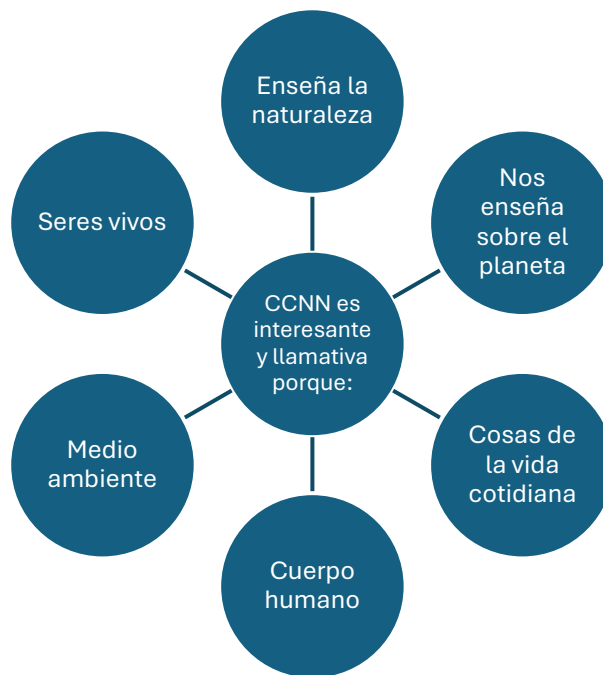 Enseña la
naturaleza
Nos
enseña
sobre el
planeta
Seres vivos
CCNN es
interesante
y llamativa
porque:
Cosas de
la vida
cotidiana
Medio
ambiente
Cuerpo
humano